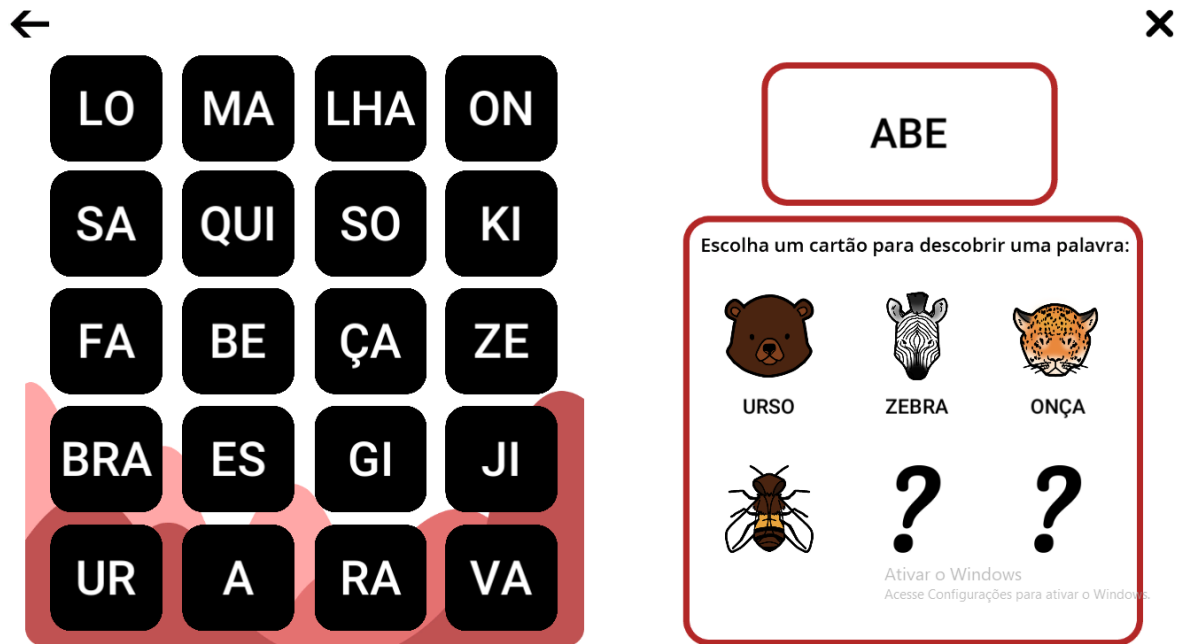 LO MA LHA ON
SA QUI SO KI
FA BE ÇA ZE
BRA ES GI JI
UR A RA VA
ABE
Escolha um cartão para descobrir uma palavra:
URSO ZEBRA ONÇA
? ?
Ativar o Windows
Acesse Configurações para ativar o Windows.